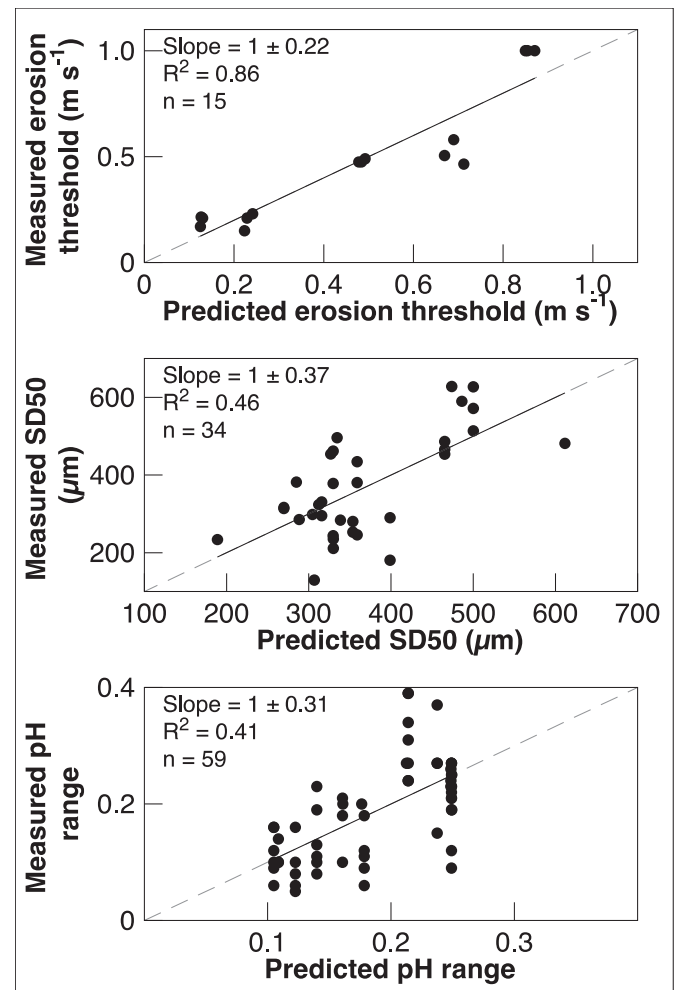 Slope = 1 ± 0.22
R² = 0.86
n = 15
Measured erosion
threshold (m s⁻¹)
1.0
0.5
0
0 0.2 0.4 0.6 0.8 1.0
Predicted erosion threshold (m s⁻¹)
Slope = 1 ± 0.37
R² = 0.46
n = 34
Measured SD50
(µm)
600
400
200
100 200 300 400 500 600 700
Predicted SD50 (µm)
Slope = 1 ± 0.31
R² = 0.41
n = 59
Measured pH
range
0.4
0.2
0
0.1 0.2 0.3
Predicted pH range